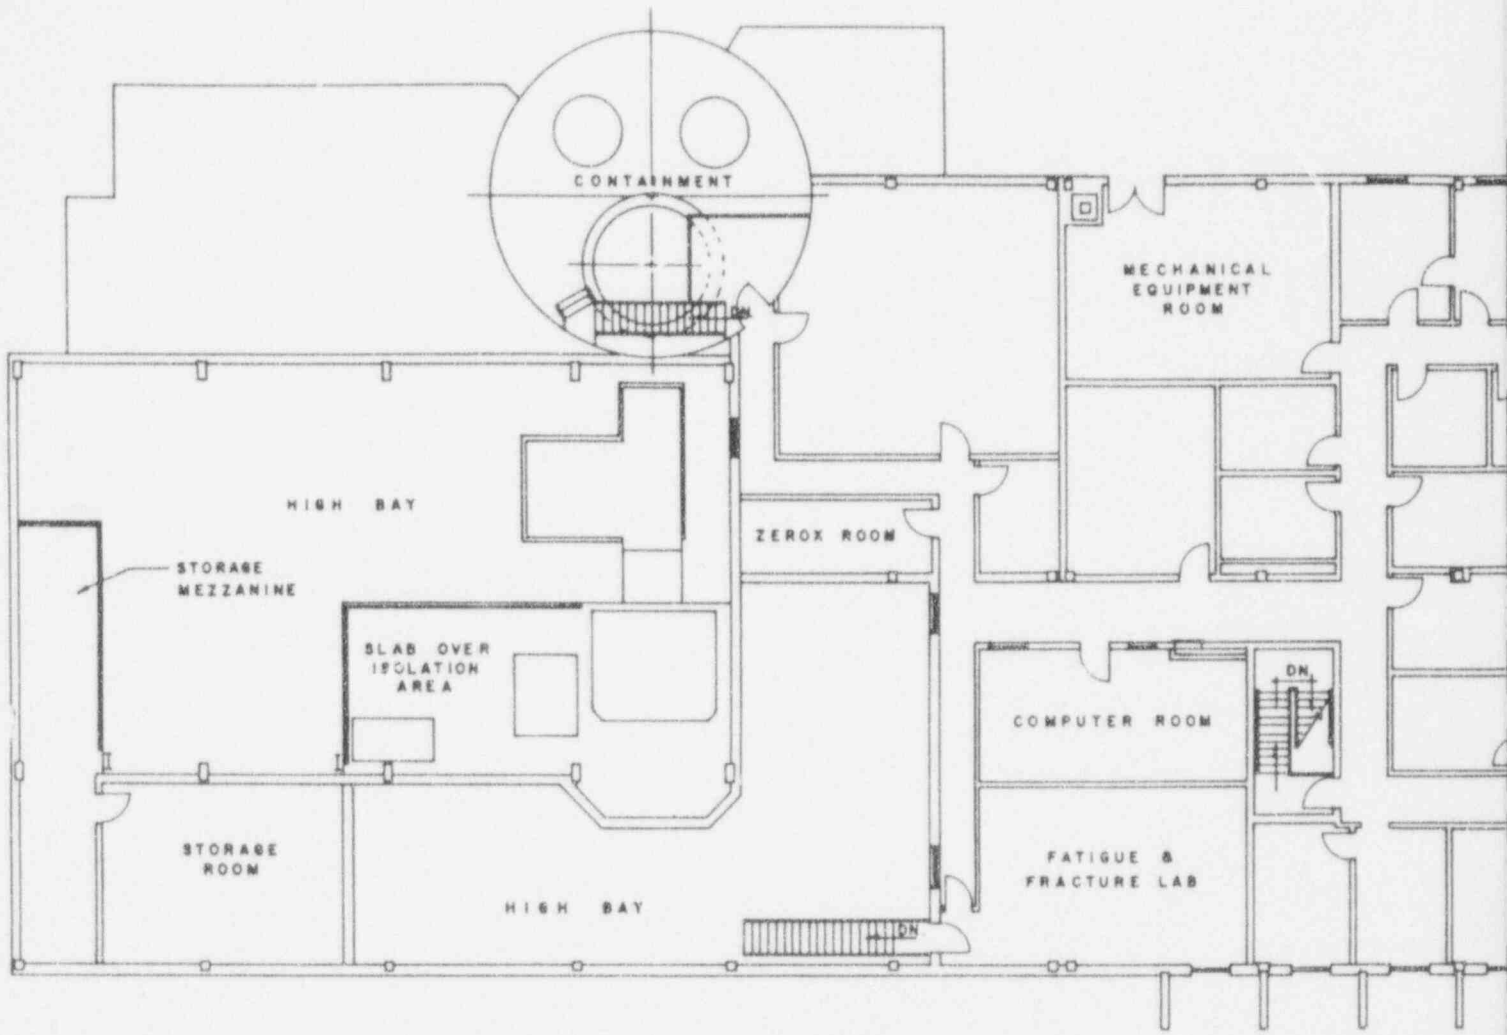 CONTAINMENT
DN
MECHANICAL
EQUIPMENT
ROOM
HIGH BAY
ZEROX ROOM
STORAGE
MEZZANINE
SLAB OVER
ISOLATION
AREA
DN
COMPUTER ROOM
STORAGE
ROOM
FATIGUE &
FRACTURE LAB
HIGH BAY
DN